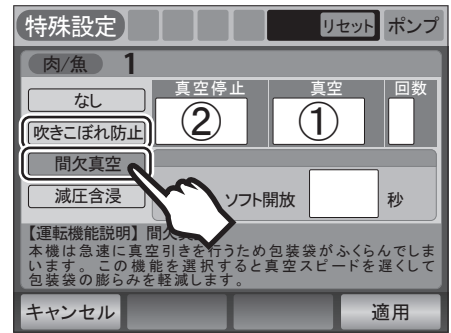 特殊設定 リセット ポンプ
肉/魚 1
なし
吹きこぼれ防止
間欠真空
減圧含浸
真空停止 真空 回数
② ①
ソフト開放 秒
【運転機能説明】間欠
本機は急速に真空引きを行うため包装袋がふくらんでしま
います。この機能を選択すると真空スピードを遅くして
包装袋の膨らみを軽減します。
キャンセル 適用